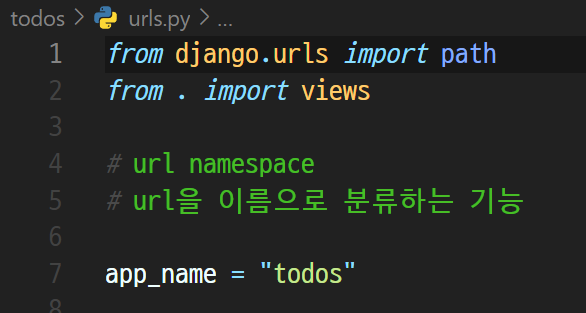 todos > urls.py > ...
1 from django.urls import path
2 from . import views
3
4 # url namespace
5 # url을 이름으로 분류하는 기능
6
7 app_name = "todos"
8